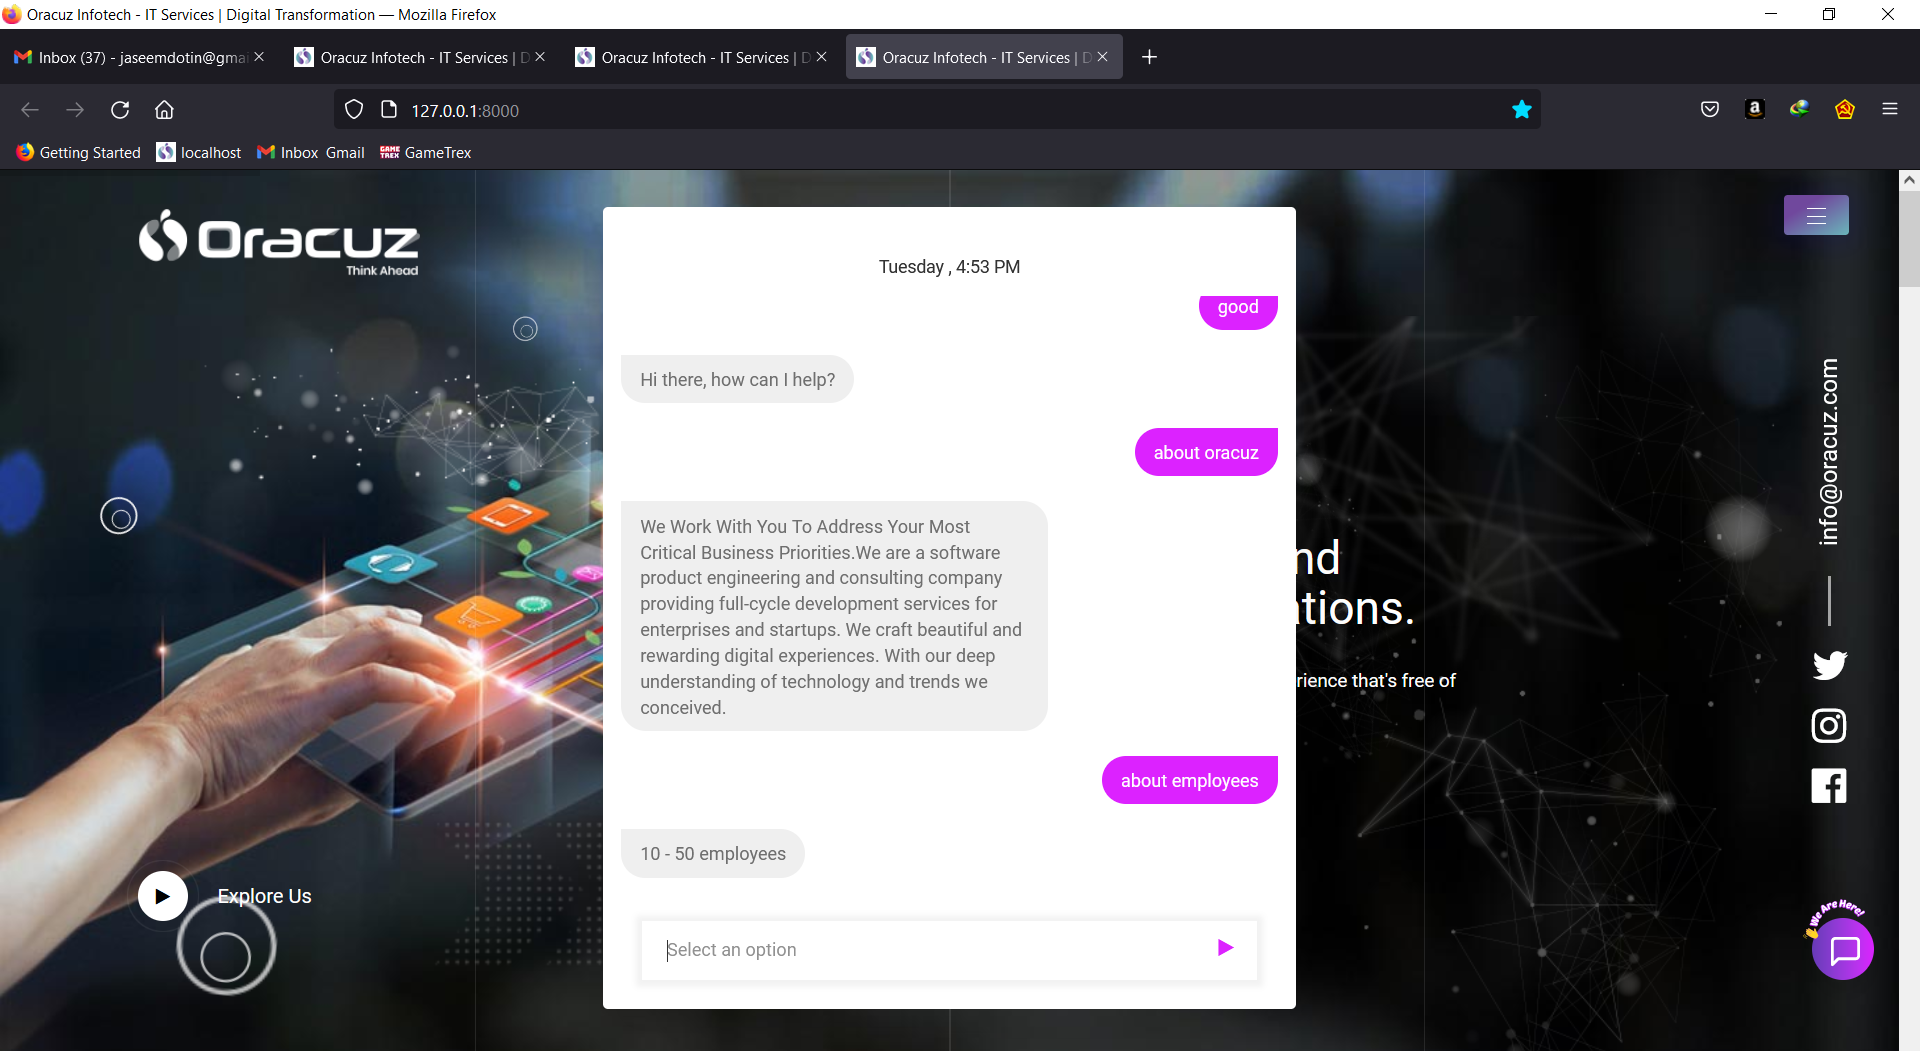 Oracuz Infotech - IT Services | Digital Transformation — Mozilla Firefox
Inbox (37) - jaseemdotin@gmai
Oracuz Infotech - IT Services | D
Oracuz Infotech - IT Services | D
Oracuz Infotech - IT Services | D
127.0.0.1:8000
Getting Started
localhost
Inbox Gmail
GAME TREX GameTrex
Oracuz
Think Ahead
Tuesday , 4:53 PM
good
Hi there, how can I help?
about oracuz
We Work With You To Address Your Most
Critical Business Priorities.We are a software
product engineering and consulting company
providing full-cycle development services for
enterprises and startups. We craft beautiful and
rewarding digital experiences. With our deep
understanding of technology and trends we
conceived.
about employees
10 - 50 employees
Select an option
nd
ations.
rience that's free of
info@oracuz.com
Explore Us
We Are Here!